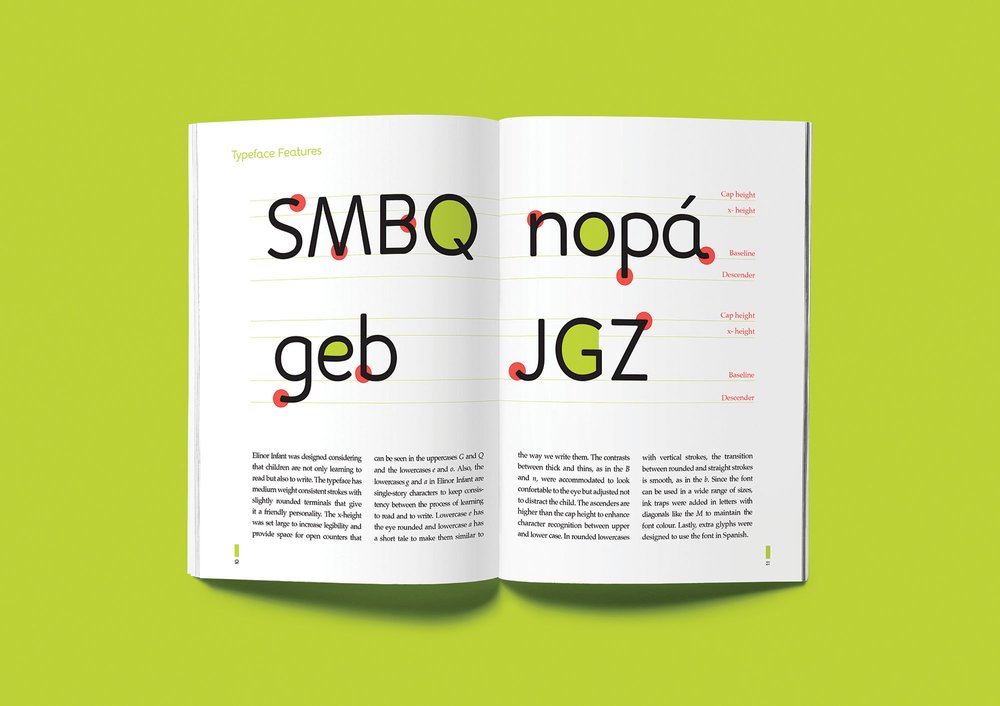 Typeface Features
SMBQ
geb
Elinor Infant was designed considering
that children are not only learning to
read but also to write. The typeface has
medium weight consistent strokes with
slightly rounded terminals that give
it a friendly personality. The x-height
was set large to increase legibility and
provide space for open counters that
can be seen in the uppercases G and Q
and the lowercases e and o. Also, the
lowercases g and a in Elinor Infant are
single-story characters to keep consis-
tency between the process of learning
to read and to write. Lowercase e has
the eye rounded and lowercase a has
a short tale to make them similar to
10
nopá
Cap height
x- height
Baseline
Descender
JGZ
Cap height
x- height
Baseline
Descender
the way we write them. The contrasts
between thick and thins, as in the B
and n, were accommodated to look
confortable to the eye but adjusted not
to distract the child. The ascenders are
higher than the cap height to enhance
character recognition between upper
and lower case. In rounded lowercases
with vertical strokes, the transition
between rounded and straight strokes
is smooth, as in the b. Since the font
can be used in a wide range of sizes,
ink traps were added in letters with
diagonals like the M to maintain the
font colour. Lastly, extra glyphs were
designed to use the font in Spanish.
11